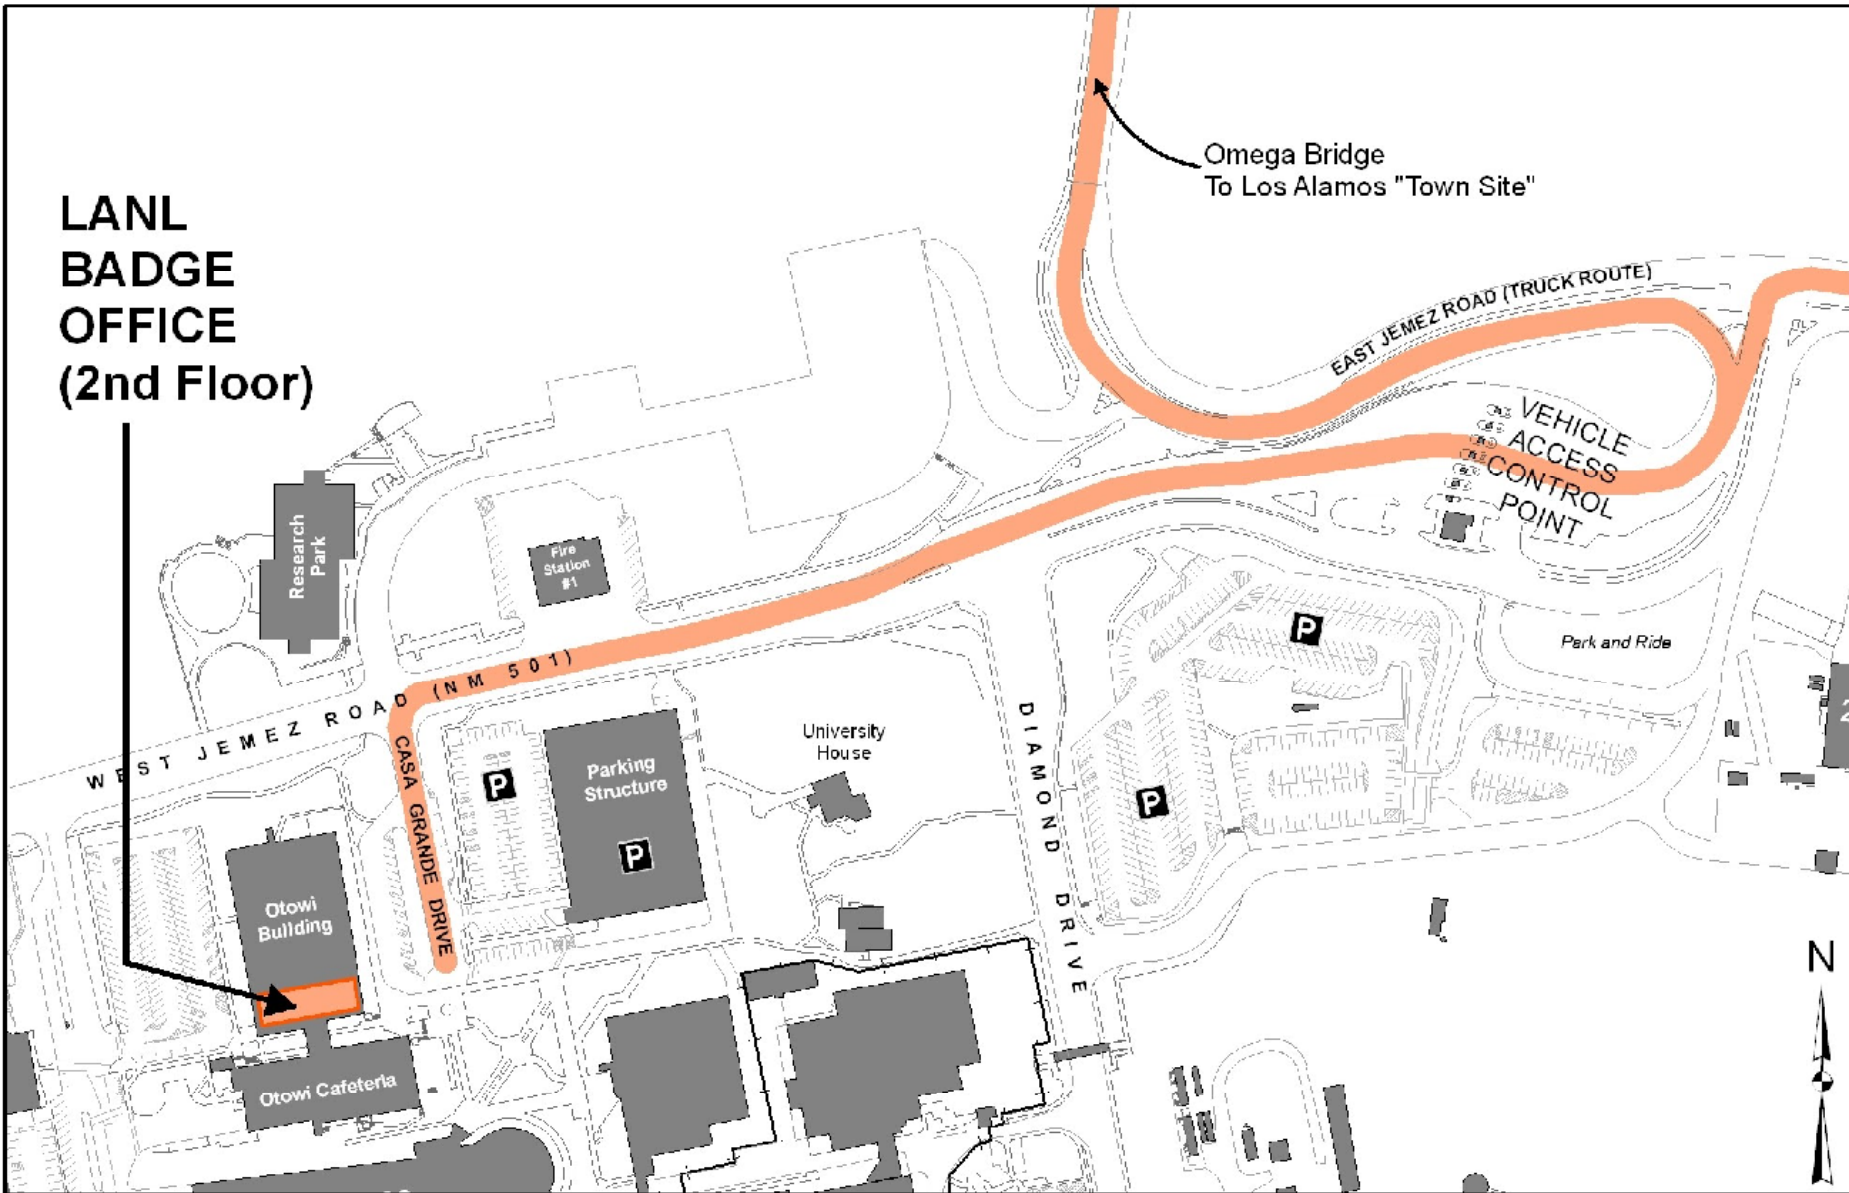 LANL
BADGE
OFFICE
(2nd Floor)
Omega Bridge
To Los Alamos "Town Site"
EAST JEMEZ ROAD (TRUCK ROUTE)
VEHICLE
ACCESS
CONTROL
POINT
Research
Park
Fire
Station
#1
P
Park and Ride
WEST JEMEZ ROAD (NM 501)
CASA GRANDE DRIVE
P
Parking
Structure
P
University
House
DIAMOND DRIVE
P
2
Otowi
Building
Otowi Cafeteria
N